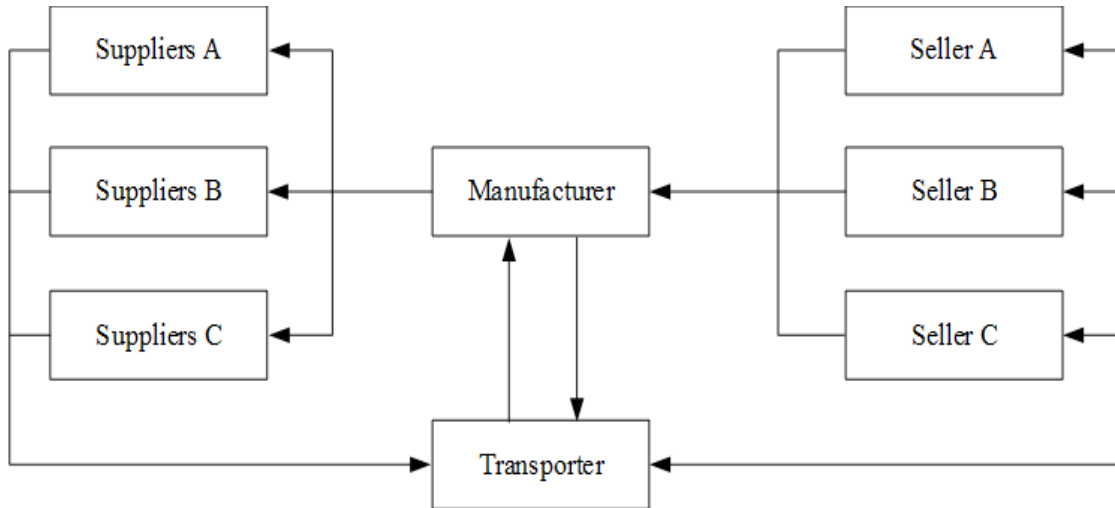 Suppliers A
Seller A
Suppliers B
Manufacturer
Seller B
Suppliers C
Seller C
Transporter